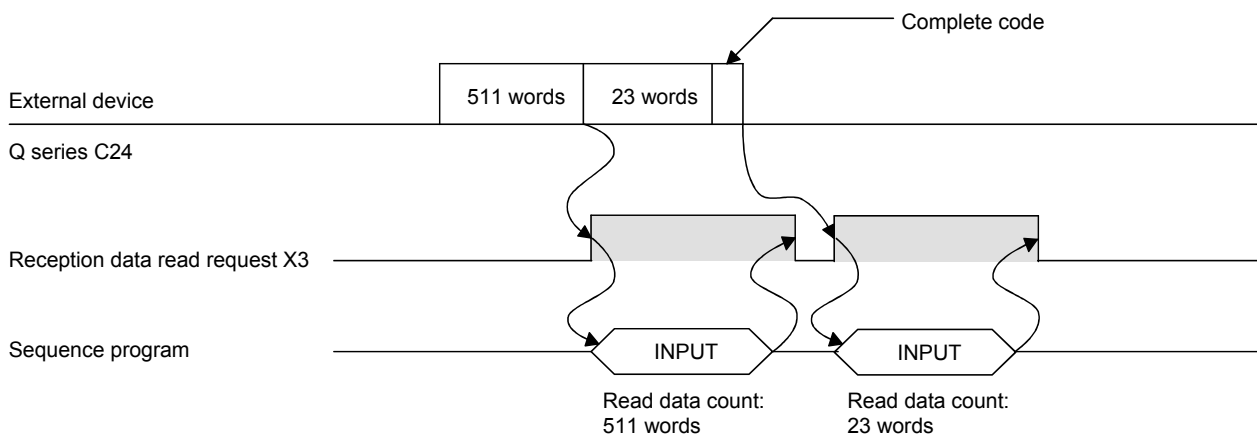 Complete code
External device
511 words
23 words
Q series C24
Reception data read request X3
Sequence program
INPUT
INPUT
Read data count:
511 words
Read data count:
23 words